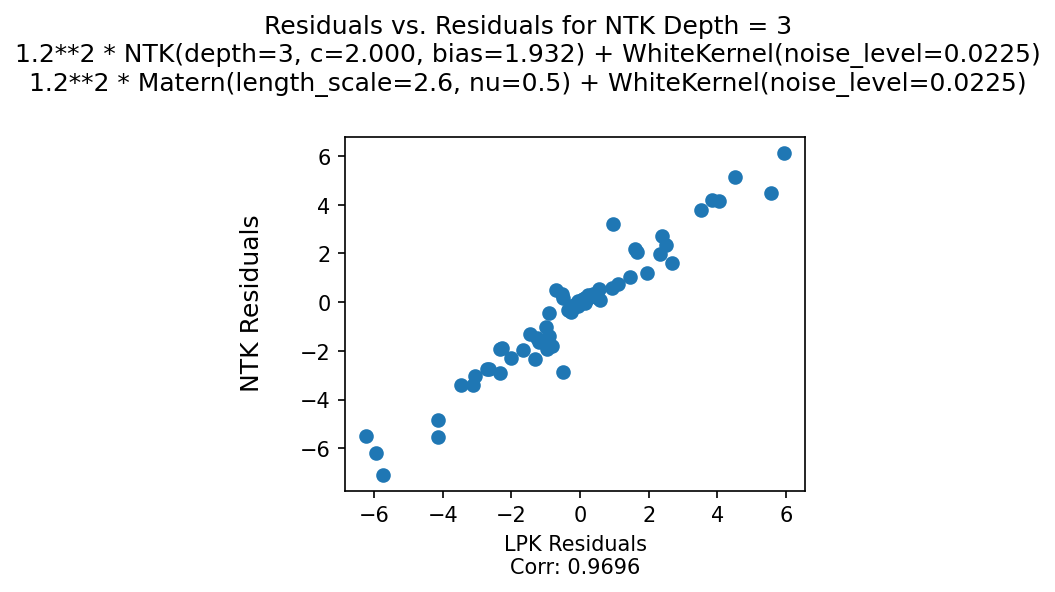 Residuals vs. Residuals for NTK Depth = 3
1.2**2 * NTK(depth=3, c=2.000, bias=1.932) + WhiteKernel(noise_level=0.0225)
1.2**2 * Matern(length_scale=2.6, nu=0.5) + WhiteKernel(noise_level=0.0225)
NTK Residuals
6
4
2
0
−2
−4
−6
−6 −4 −2 0 2 4 6
LPK Residuals
Corr: 0.9696